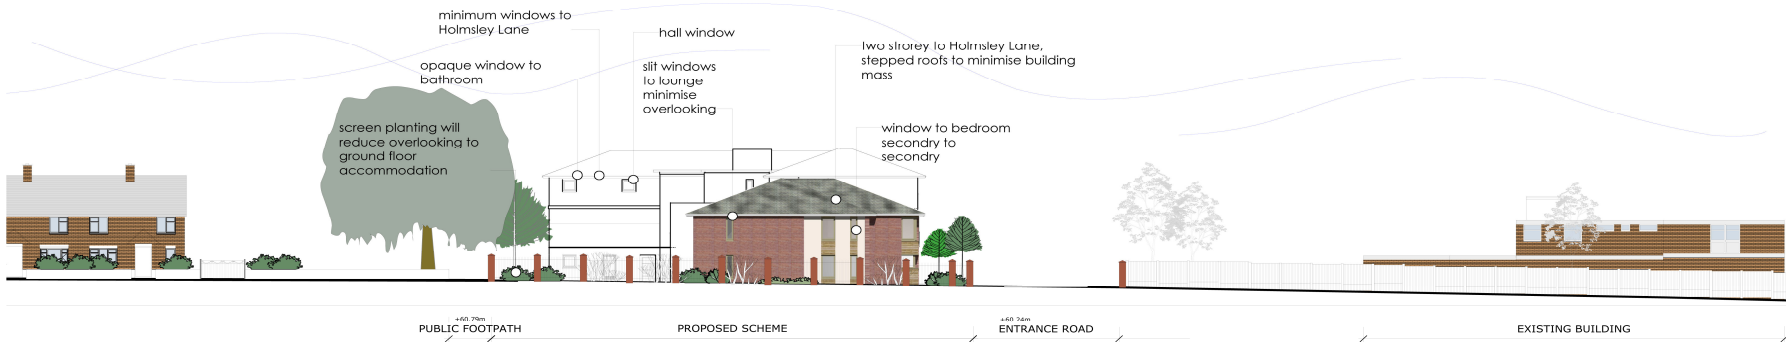 minimum windows to
Holmsley Lane
hall window
opaque window to
bathroom
slit windows
to lounge
minimise
overlooking
two storey to Holmsley Lane,
stepped roofs to minimise building
mass
screen planting will
reduce overlooking to
ground floor
accommodation
window to bedroom
secondry to
secondry
+60.79m
+60.24m
PUBLIC FOOTPATH
PROPOSED SCHEME
ENTRANCE ROAD
EXISTING BUILDING